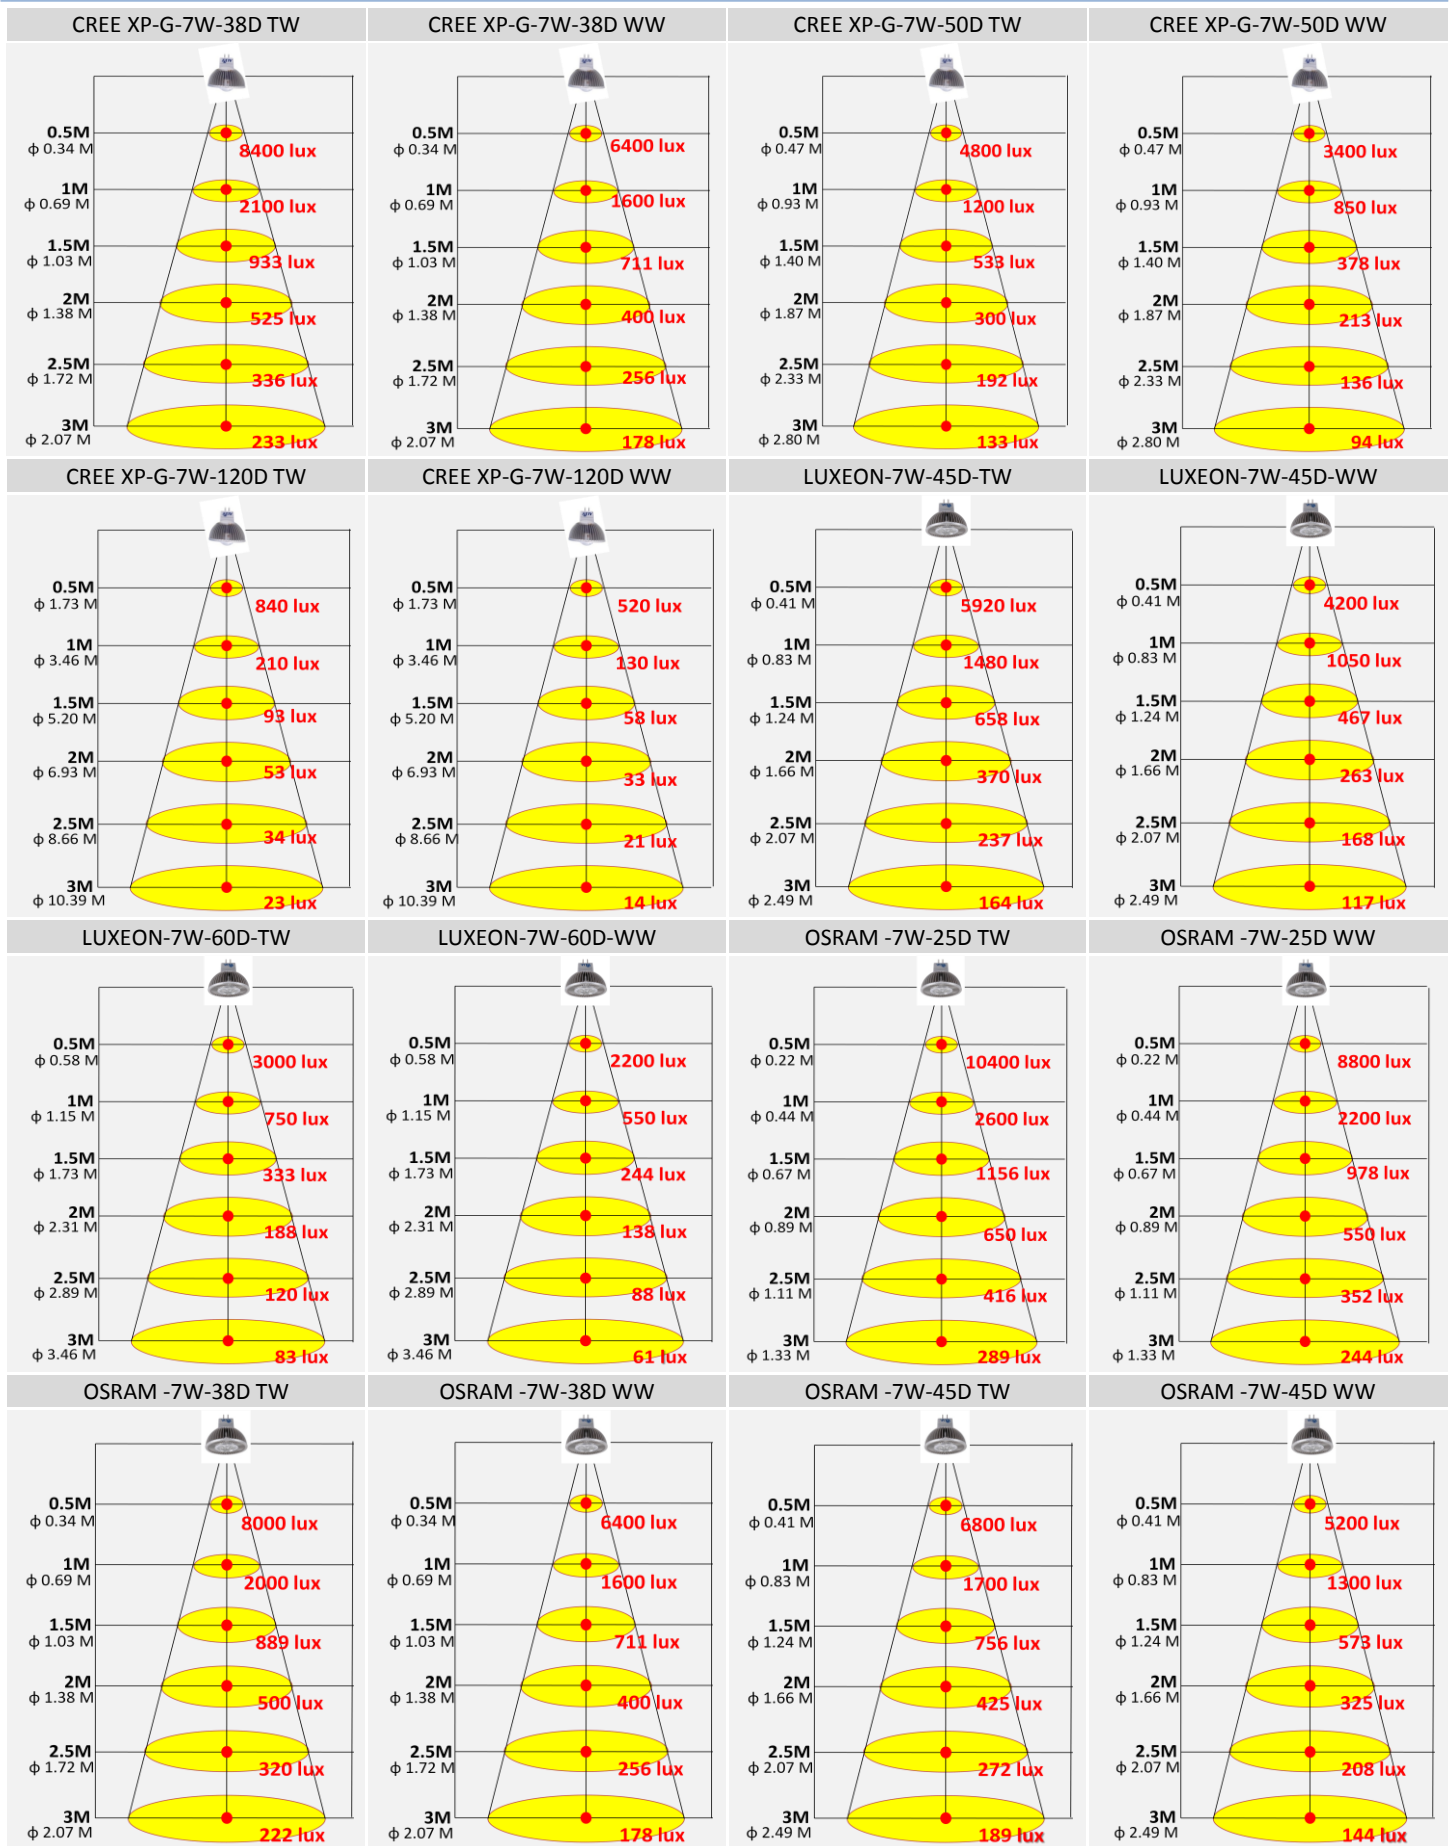 CREE XP-G-7W-38D TW
0.5M
ϕ 0.34 M
8400 lux
1M
ϕ 0.69 M
2100 lux
1.5M
ϕ 1.03 M
933 lux
2M
ϕ 1.38 M
525 lux
2.5M
ϕ 1.72 M
336 lux
3M
ϕ 2.07 M
233 lux
CREE XP-G-7W-38D WW
0.5M
ϕ 0.34 M
6400 lux
1M
ϕ 0.69 M
1600 lux
1.5M
ϕ 1.03 M
711 lux
2M
ϕ 1.38 M
400 lux
2.5M
ϕ 1.72 M
256 lux
3M
ϕ 2.07 M
178 lux
CREE XP-G-7W-50D TW
0.5M
ϕ 0.47 M
4800 lux
1M
ϕ 0.93 M
1200 lux
1.5M
ϕ 1.40 M
533 lux
2M
ϕ 1.87 M
300 lux
2.5M
ϕ 2.33 M
192 lux
3M
ϕ 2.80 M
133 lux
CREE XP-G-7W-50D WW
0.5M
ϕ 0.47 M
3400 lux
1M
ϕ 0.93 M
850 lux
1.5M
ϕ 1.40 M
378 lux
2M
ϕ 1.87 M
213 lux
2.5M
ϕ 2.33 M
136 lux
3M
ϕ 2.80 M
94 lux
CREE XP-G-7W-120D TW
0.5M
ϕ 1.73 M
840 lux
1M
ϕ 3.46 M
210 lux
1.5M
ϕ 5.20 M
93 lux
2M
ϕ 6.93 M
53 lux
2.5M
ϕ 8.66 M
34 lux
3M
ϕ 10.39 M
23 lux
CREE XP-G-7W-120D WW
0.5M
ϕ 1.73 M
520 lux
1M
ϕ 3.46 M
130 lux
1.5M
ϕ 5.20 M
58 lux
2M
ϕ 6.93 M
33 lux
2.5M
ϕ 8.66 M
21 lux
3M
ϕ 10.39 M
14 lux
LUXEON-7W-45D-TW
0.5M
ϕ 0.41 M
5920 lux
1M
ϕ 0.83 M
1480 lux
1.5M
ϕ 1.24 M
658 lux
2M
ϕ 1.66 M
370 lux
2.5M
ϕ 2.07 M
237 lux
3M
ϕ 2.49 M
164 lux
LUXEON-7W-45D-WW
0.5M
ϕ 0.41 M
4200 lux
1M
ϕ 0.83 M
1050 lux
1.5M
ϕ 1.24 M
467 lux
2M
ϕ 1.66 M
263 lux
2.5M
ϕ 2.07 M
168 lux
3M
ϕ 2.49 M
117 lux
LUXEON-7W-60D-TW
0.5M
ϕ 0.58 M
3000 lux
1M
ϕ 1.15 M
750 lux
1.5M
ϕ 1.73 M
333 lux
2M
ϕ 2.31 M
188 lux
2.5M
ϕ 2.89 M
120 lux
3M
ϕ 3.46 M
83 lux
LUXEON-7W-60D-WW
0.5M
ϕ 0.58 M
2200 lux
1M
ϕ 1.15 M
550 lux
1.5M
ϕ 1.73 M
244 lux
2M
ϕ 2.31 M
138 lux
2.5M
ϕ 2.89 M
88 lux
3M
ϕ 3.46 M
61 lux
OSRAM -7W-25D TW
0.5M
ϕ 0.22 M
10400 lux
1M
ϕ 0.44 M
2600 lux
1.5M
ϕ 0.67 M
1156 lux
2M
ϕ 0.89 M
650 lux
2.5M
ϕ 1.11 M
416 lux
3M
ϕ 1.33 M
289 lux
OSRAM -7W-25D WW
0.5M
ϕ 0.22 M
8800 lux
1M
ϕ 0.44 M
2200 lux
1.5M
ϕ 0.67 M
978 lux
2M
ϕ 0.89 M
550 lux
2.5M
ϕ 1.11 M
352 lux
3M
ϕ 1.33 M
244 lux
OSRAM -7W-38D TW
0.5M
ϕ 0.34 M
8000 lux
1M
ϕ 0.69 M
2000 lux
1.5M
ϕ 1.03 M
889 lux
2M
ϕ 1.38 M
500 lux
2.5M
ϕ 1.72 M
320 lux
3M
ϕ 2.07 M
222 lux
OSRAM -7W-38D WW
0.5M
ϕ 0.34 M
6400 lux
1M
ϕ 0.69 M
1600 lux
1.5M
ϕ 1.03 M
711 lux
2M
ϕ 1.38 M
400 lux
2.5M
ϕ 1.72 M
256 lux
3M
ϕ 2.07 M
178 lux
OSRAM -7W-45D TW
0.5M
ϕ 0.41 M
6800 lux
1M
ϕ 0.83 M
1700 lux
1.5M
ϕ 1.24 M
756 lux
2M
ϕ 1.66 M
425 lux
2.5M
ϕ 2.07 M
272 lux
3M
ϕ 2.49 M
189 lux
OSRAM -7W-45D WW
0.5M
ϕ 0.41 M
5200 lux
1M
ϕ 0.83 M
1300 lux
1.5M
ϕ 1.24 M
573 lux
2M
ϕ 1.66 M
325 lux
2.5M
ϕ 2.07 M
208 lux
3M
ϕ 2.49 M
144 lux